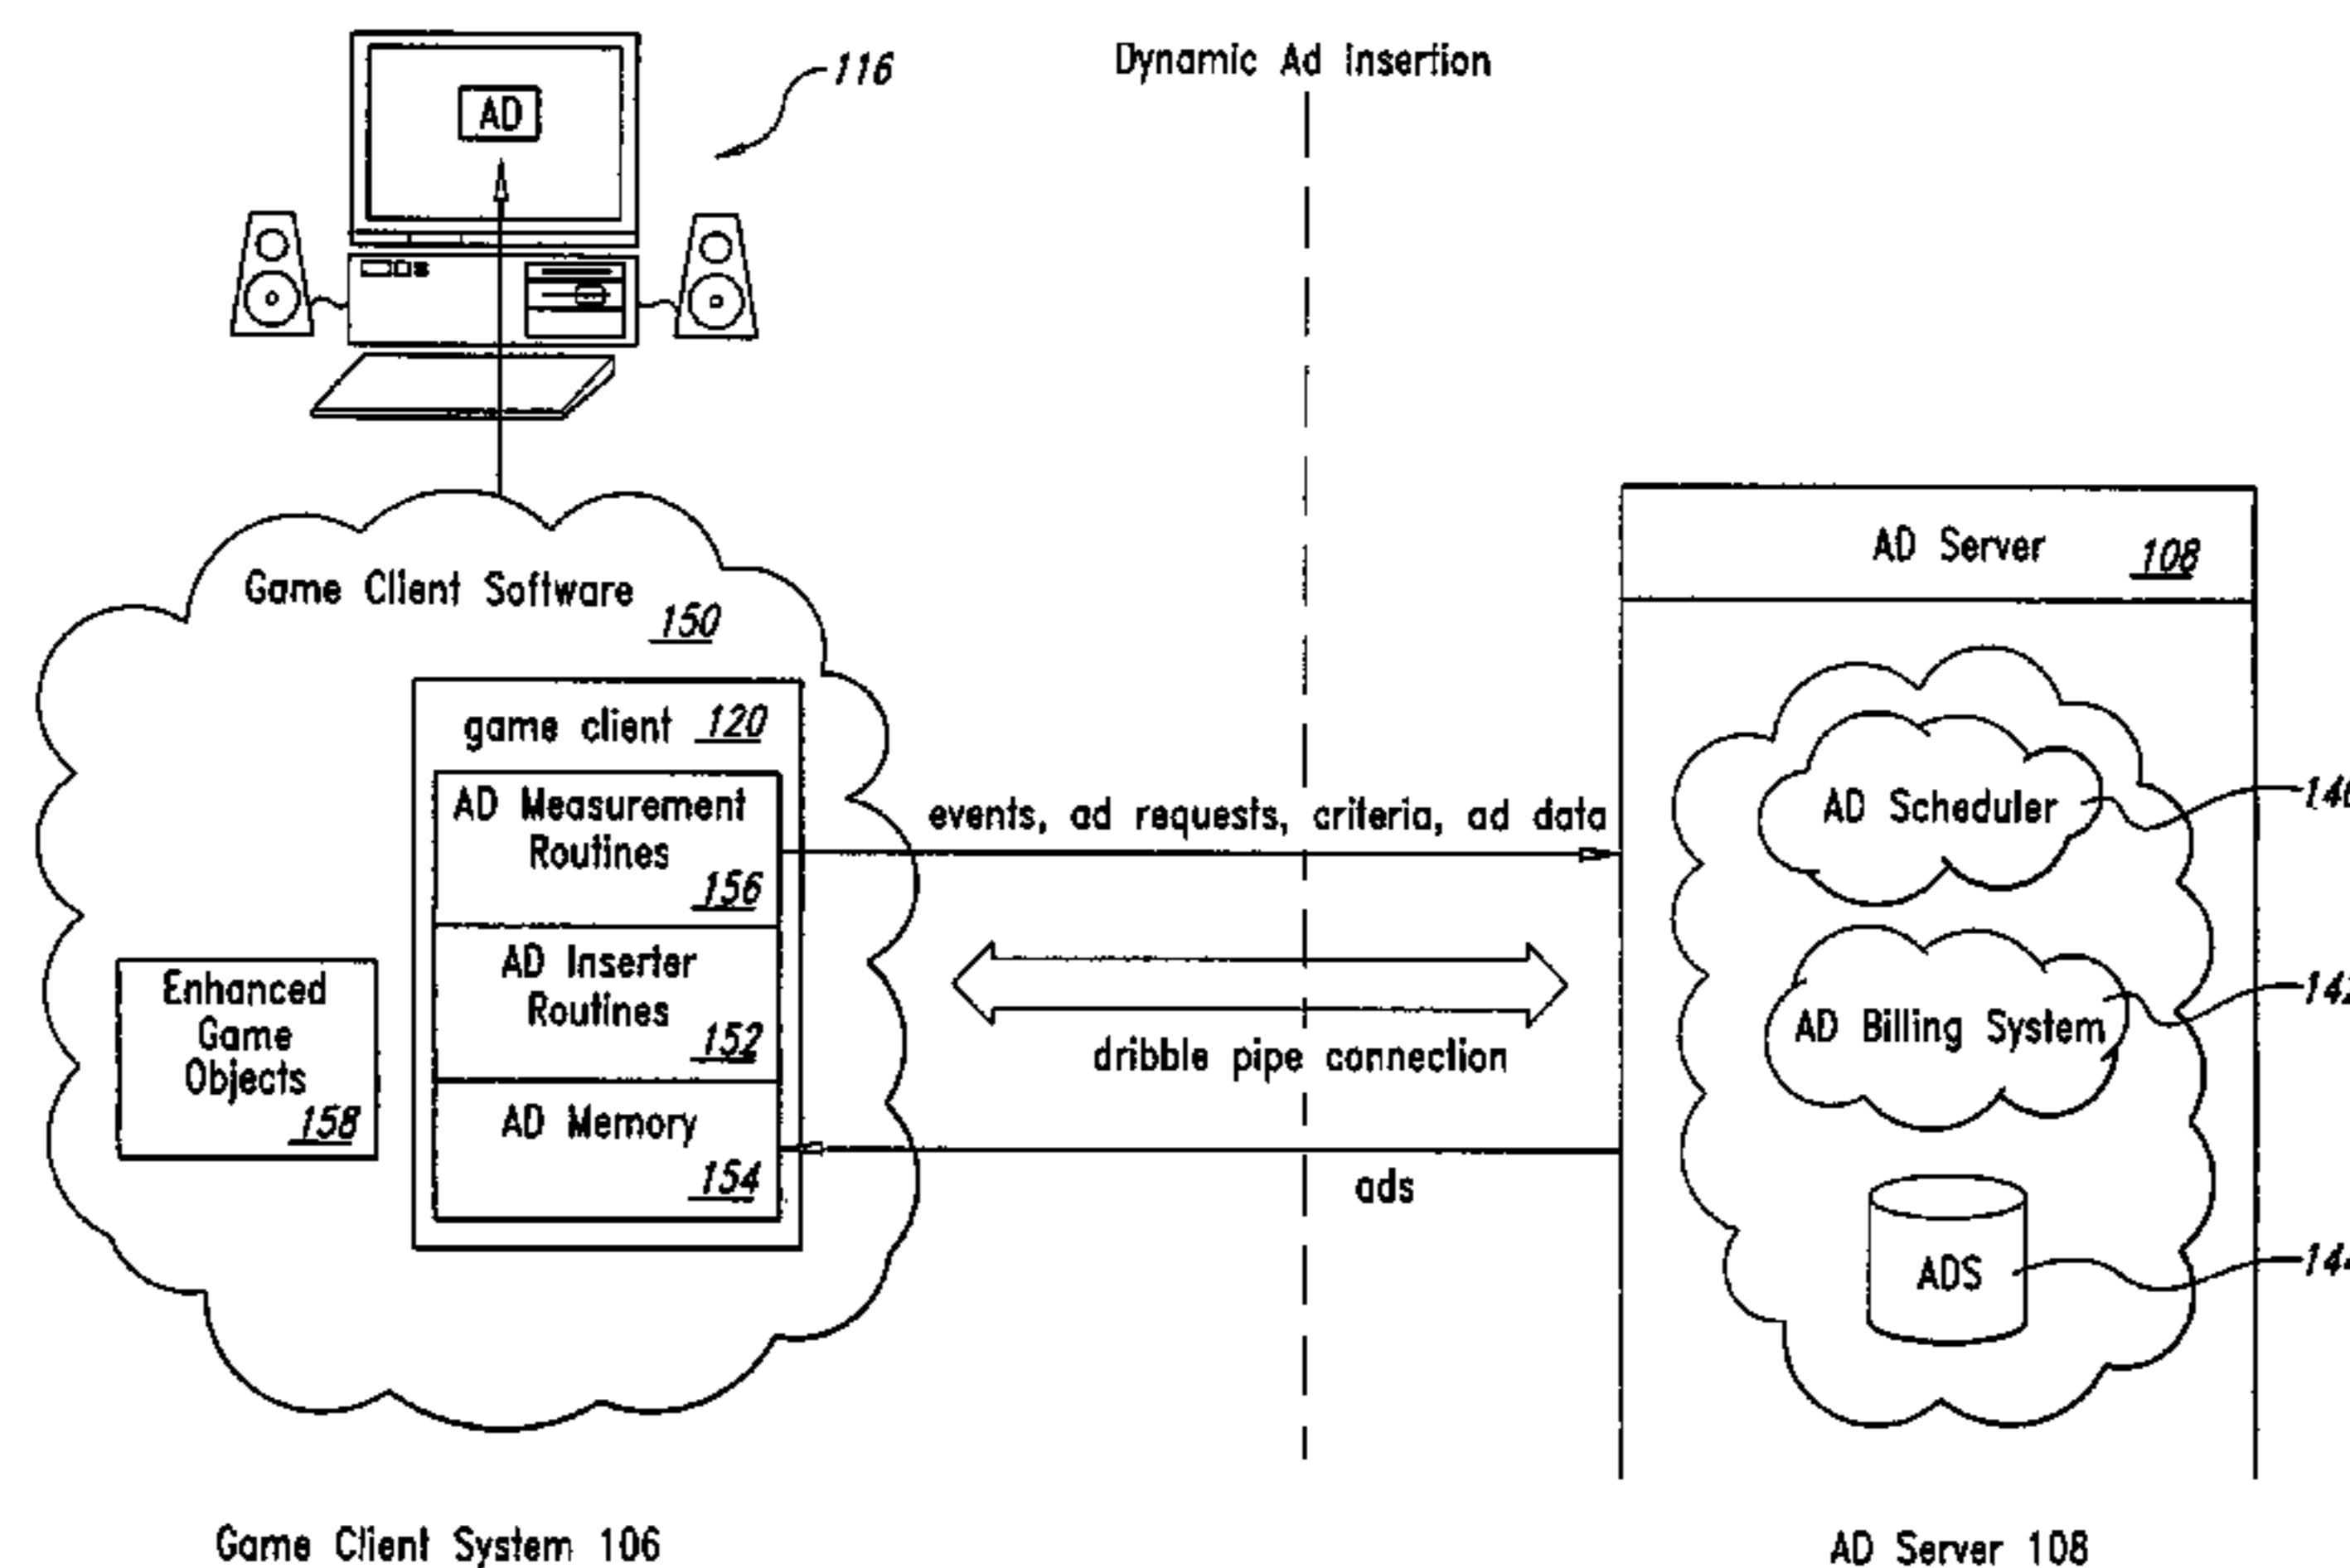 116
Dynamic Ad Insertion
AD
Game Client Software
150
AD Server 108
game client 120
AD Measurement
Routines
156
events, ad requests, criteria, ad data
AD Scheduler
AD Inserter
Routines
152
Enhanced
Game
Objects
158
dribble pipe connection
AD Billing System
AD Memory
154
ads
ADS
Game Client System 106
AD Server 108